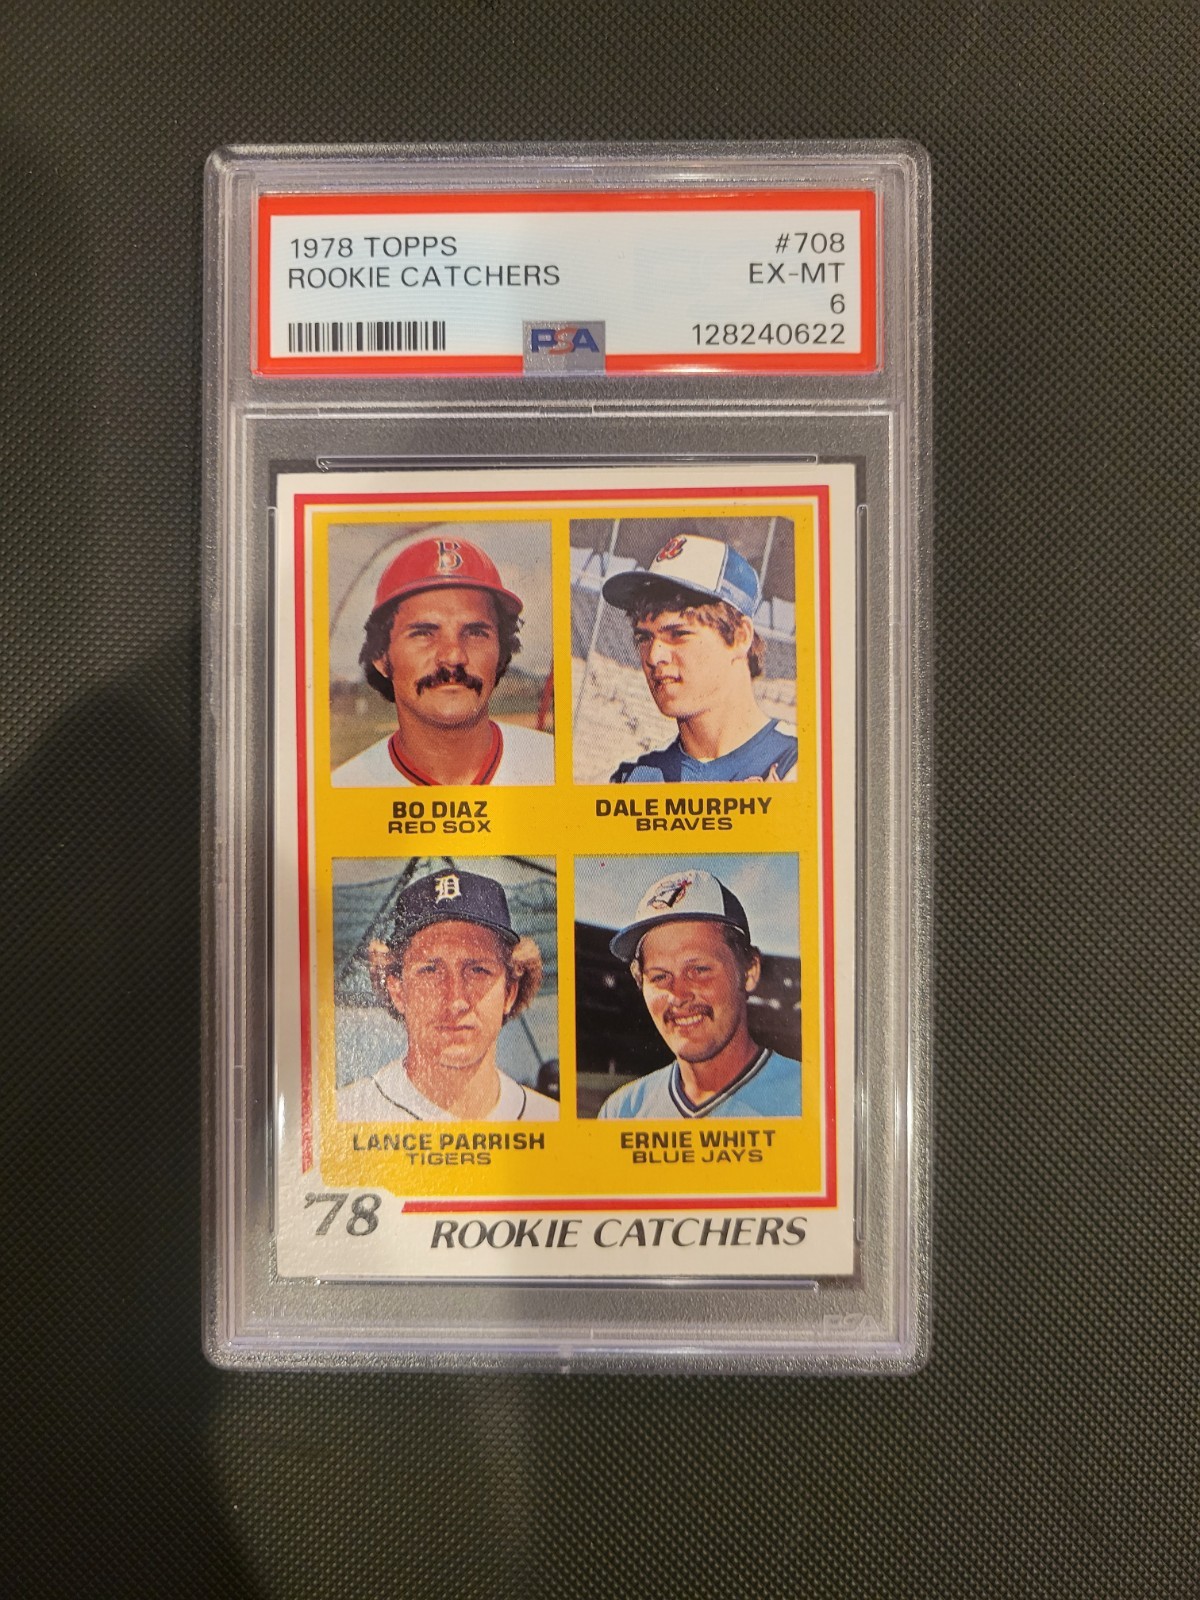 1978 TOPPS #708
ROOKIE CATCHERS EX-MT
6
PSA 128240622
B
BO DIAZ
RED SOX
DALE MURPHY
BRAVES
D
LANCE PARRISH
TIGERS
ERNIE WHITT
BLUE JAYS
'78
ROOKIE CATCHERS
PSA